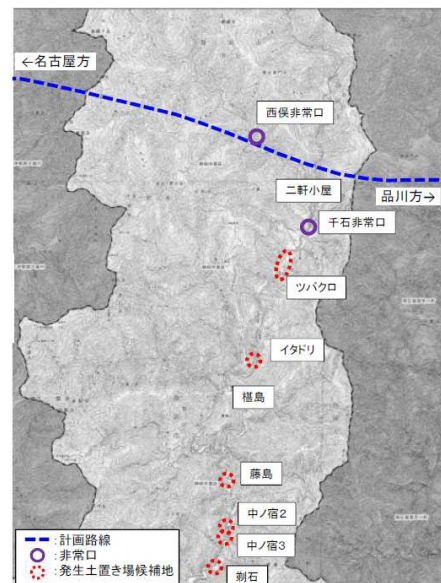 ←名古屋方
西俣非常口
二軒小屋
品川方→
千石非常口
ツバクロ
イタドリ
椹島
藤島
中ノ宿2
中ノ宿3
剃石
:計画路線
:非常口
:発生土置き場候補地